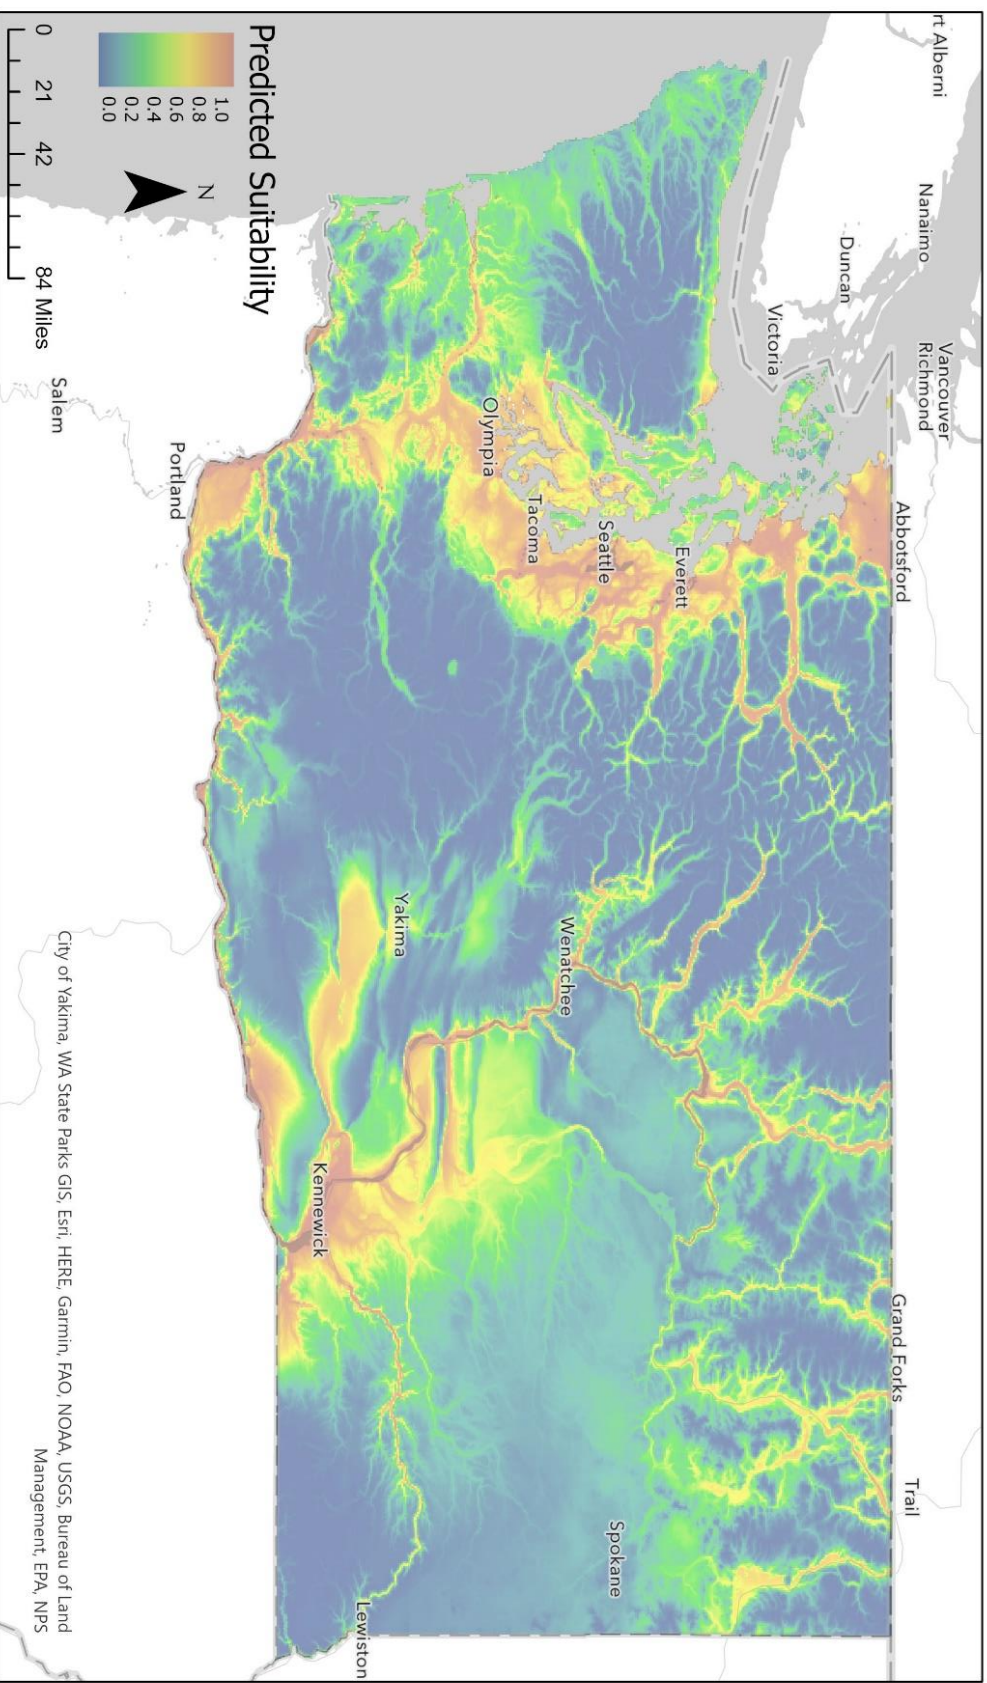 rt Alberni
Nanaimo
Vancouver
Richmond
Abbotsford
Grand Forks
Trail
Duncan
Victoria
Everett
Seattle
Spokane
Tacoma
Wenatchee
Olympia
Yakima
Kennewick
Lewiston
Portland
Salem
Predicted Suitability
1.0
0.8
0.6
0.4
0.2
0.0
N
0 21 42 84 Miles
City of Yakima, WA State Parks GIS, Esri, HERE, Garmin, FAO, NOAA, USGS, Bureau of Land
Management, EPA, NPS